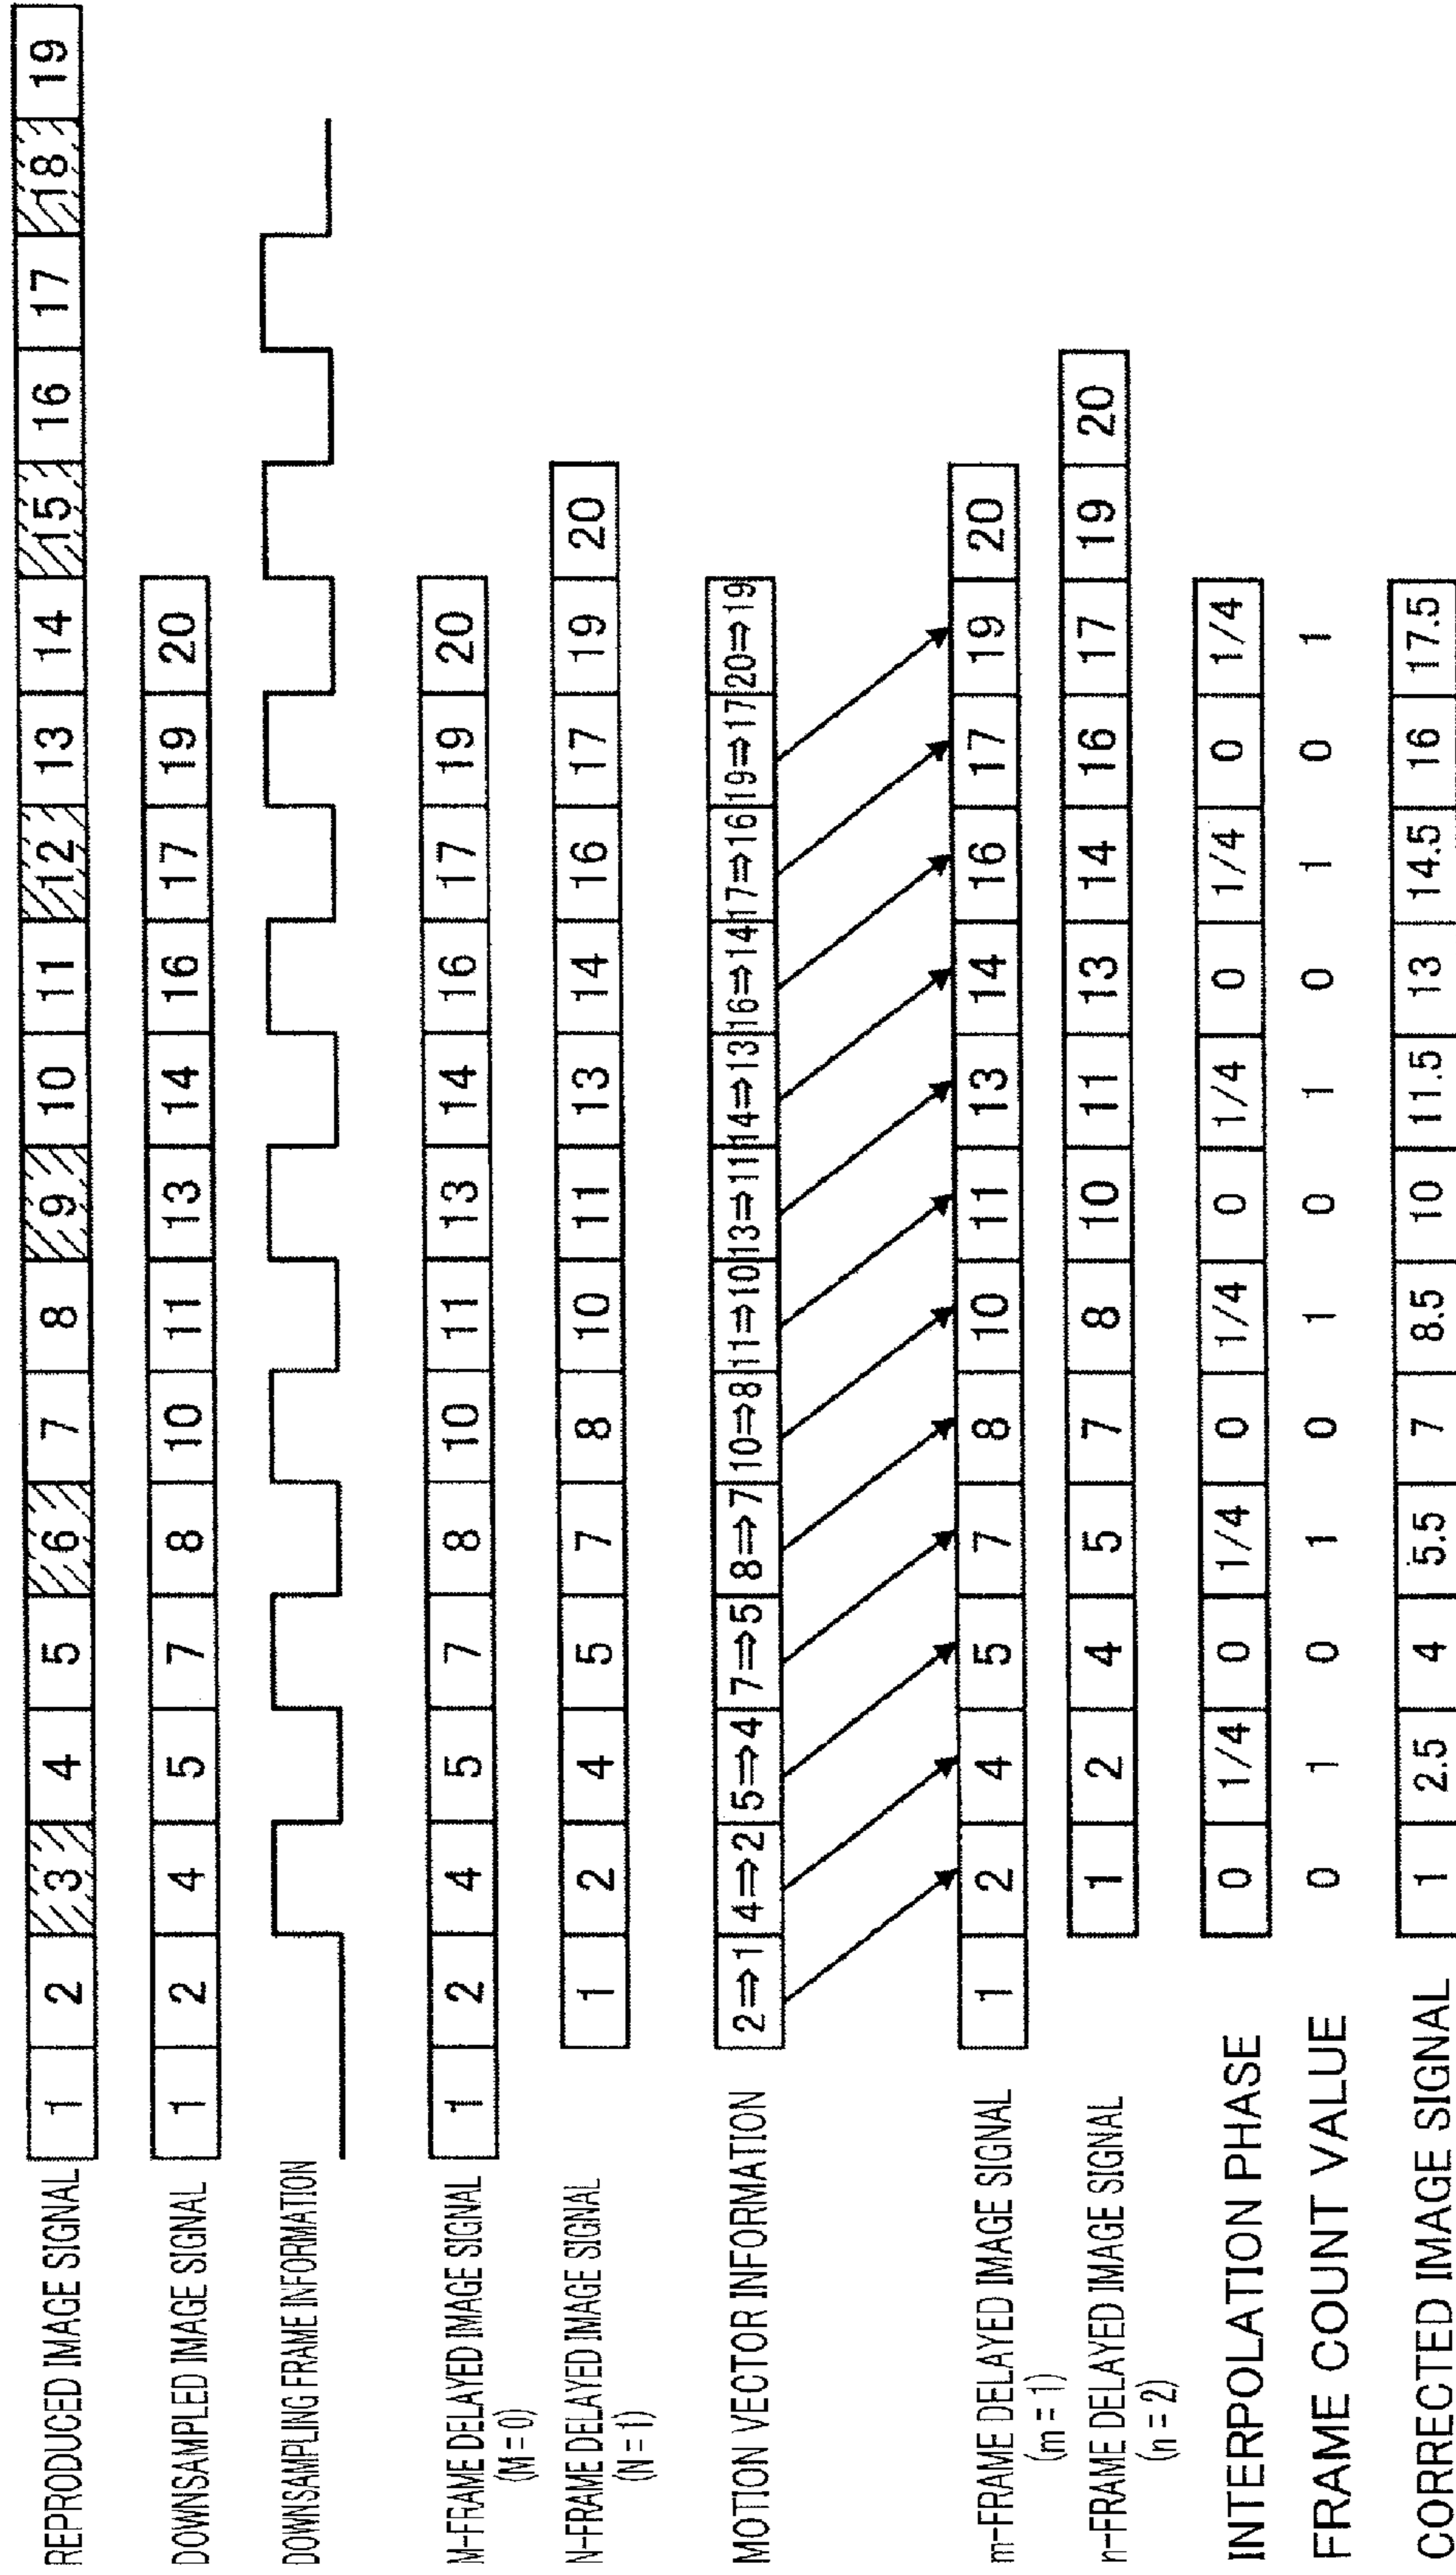 REPRODUCED IMAGE SIGNAL 1 2 3 4 5 6 7 8 9 10 11 12 13 14 15 16 17 18 19
DOWNSAMPLED IMAGE SIGNAL 1 2 4 5 7 8 10 11 13 14 16 17 19 20
DOWNSAMPLING FRAME INFORMATION
M-FRAME DELAYED IMAGE SIGNAL 1 2 4 5 7 8 10 11 13 14 16 17 19 20
(M = 0)
N-FRAME DELAYED IMAGE SIGNAL 1 2 4 5 7 8 10 11 13 14 16 17 19 20
(N = 1)
MOTION VECTOR INFORMATION 2⇒1 4⇒2 5⇒4 7⇒5 8⇒7 10⇒8 11⇒10 13⇒11 14⇒13 16⇒14 17⇒16 19⇒17 20⇒19
m-FRAME DELAYED IMAGE SIGNAL 1 2 4 5 7 8 10 11 13 14 16 17 19 20
(m = 1)
n-FRAME DELAYED IMAGE SIGNAL 1 2 4 5 7 8 10 11 13 14 16 17 19 20
(n = 2)
INTERPOLATION PHASE 0 1/4 0 1/4 0 1/4 0 1/4 0 1/4 0 1/4
FRAME COUNT VALUE 0 1 0 1 0 1 0 1 0 1 0 1
CORRECTED IMAGE SIGNAL 1 2.5 4 5.5 7 8.5 10 11.5 13 14.5 16 17.5